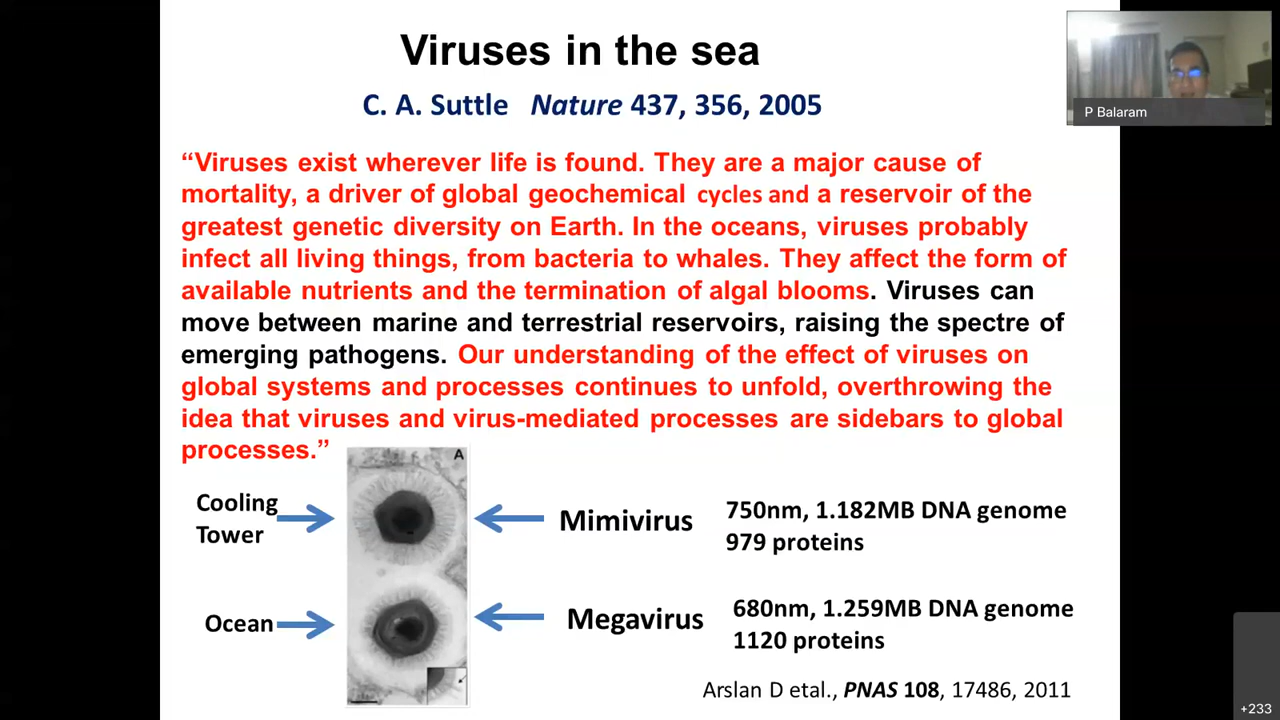 Viruses in the sea
C. A. Suttle Nature 437, 356, 2005
P Balaram
“Viruses exist wherever life is found. They are a major cause of
mortality, a driver of global geochemical cycles and a reservoir of the
greatest genetic diversity on Earth. In the oceans, viruses probably
infect all living things, from bacteria to whales. They affect the form of
available nutrients and the termination of algal blooms. Viruses can
move between marine and terrestrial reservoirs, raising the spectre of
emerging pathogens. Our understanding of the effect of viruses on
global systems and processes continues to unfold, overthrowing the
idea that viruses and virus-mediated processes are sidebars to global
processes.”
A
Cooling
Tower
Mimivirus
750nm, 1.182MB DNA genome
979 proteins
Ocean
Megavirus
680nm, 1.259MB DNA genome
1120 proteins
Arslan D etal., PNAS 108, 17486, 2011
+233